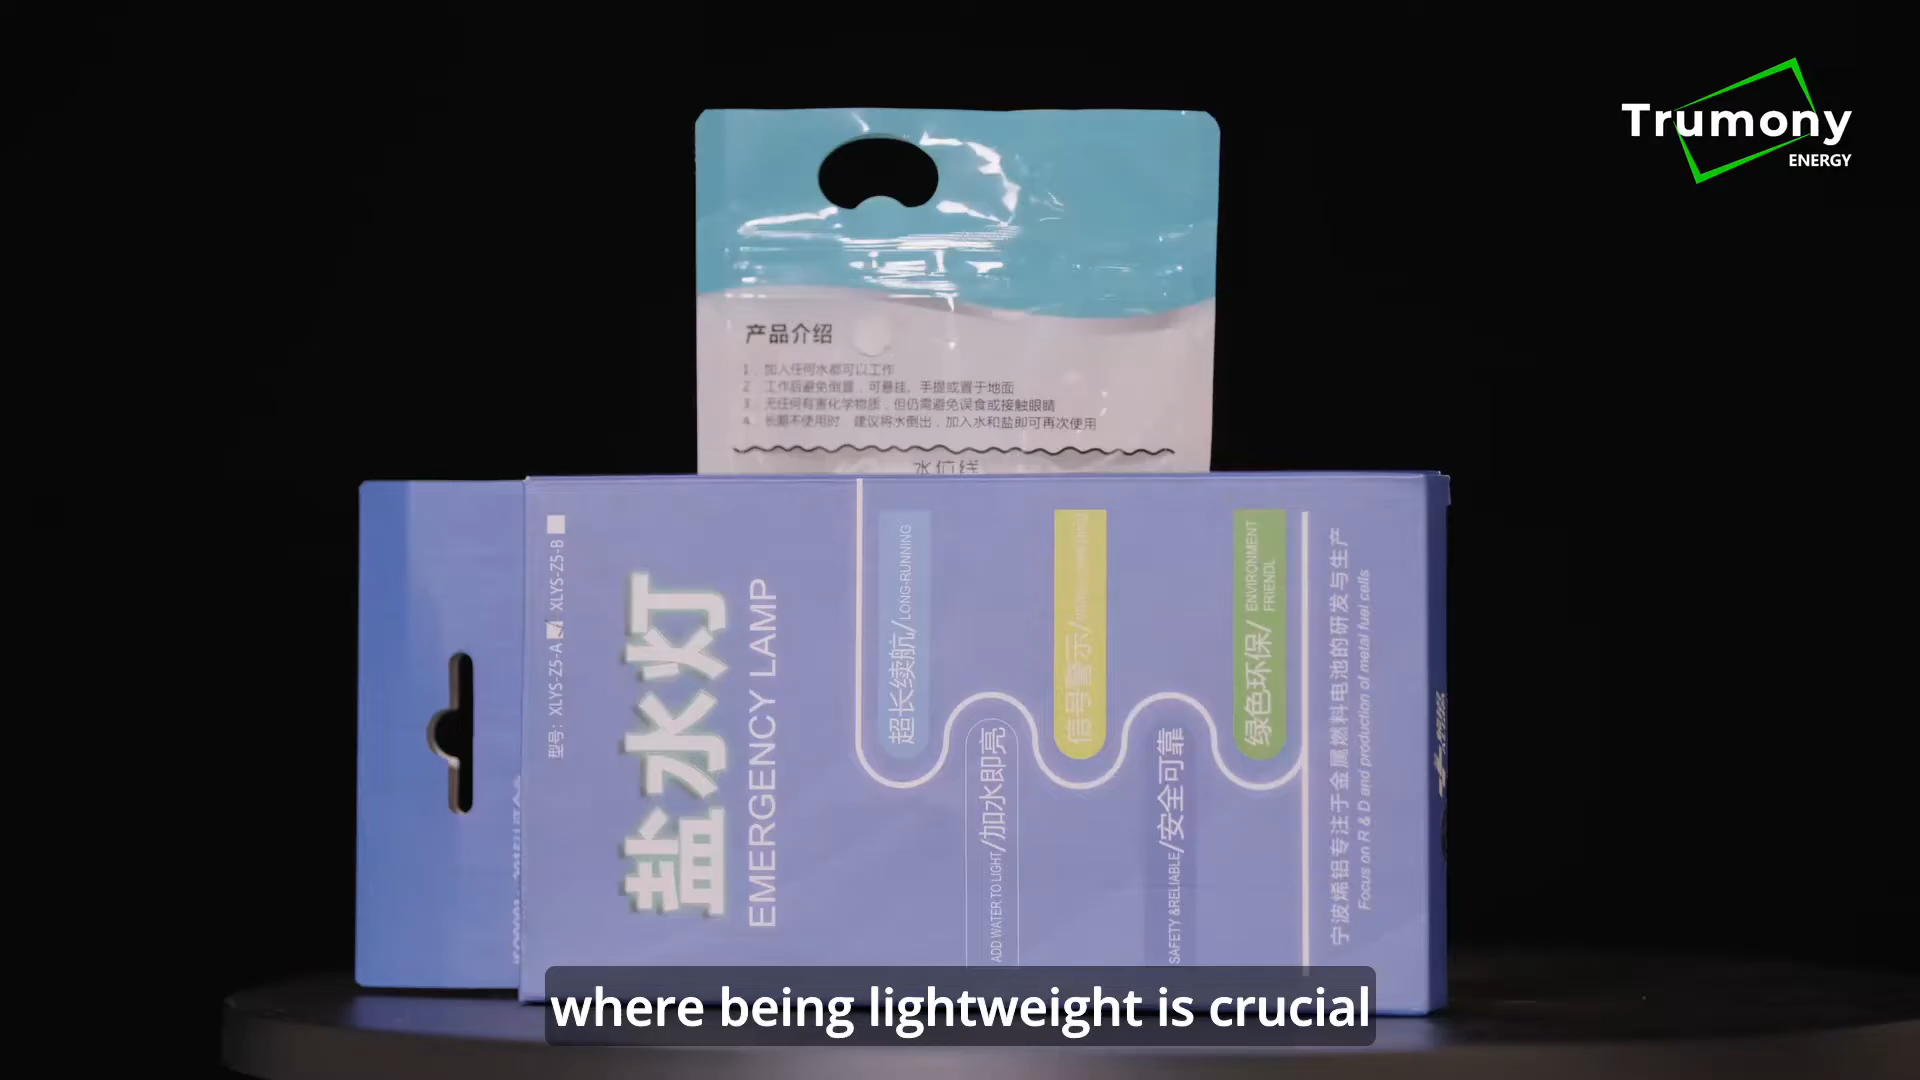 Trumony
ENERGY
产品介绍
1、加入任何水都可以工作
2、工作后避免倒置，可悬挂、手提或置于地面
3、无任何有害化学物质，但仍需避免误食或接触眼睛
4、长期不使用时 建议将水倒出，加入水和盐即可再次使用
水位线
型号：XLYS-Z5-A XLYS-Z5-B
盐水灯
EMERGENCY LAMP
超长续航/LONG-RUNNING
加水即亮
ADD WATER TO LIGHT/
信号警示/
安全可靠
SAFETY &RELIABLE/
绿色环保/ ENVIRONMENT
FRIENDL
宁波烯铝专注于金属燃料电池的研发与生产
Focus on R & D and production of metal fuel cells
where being lightweight is crucial